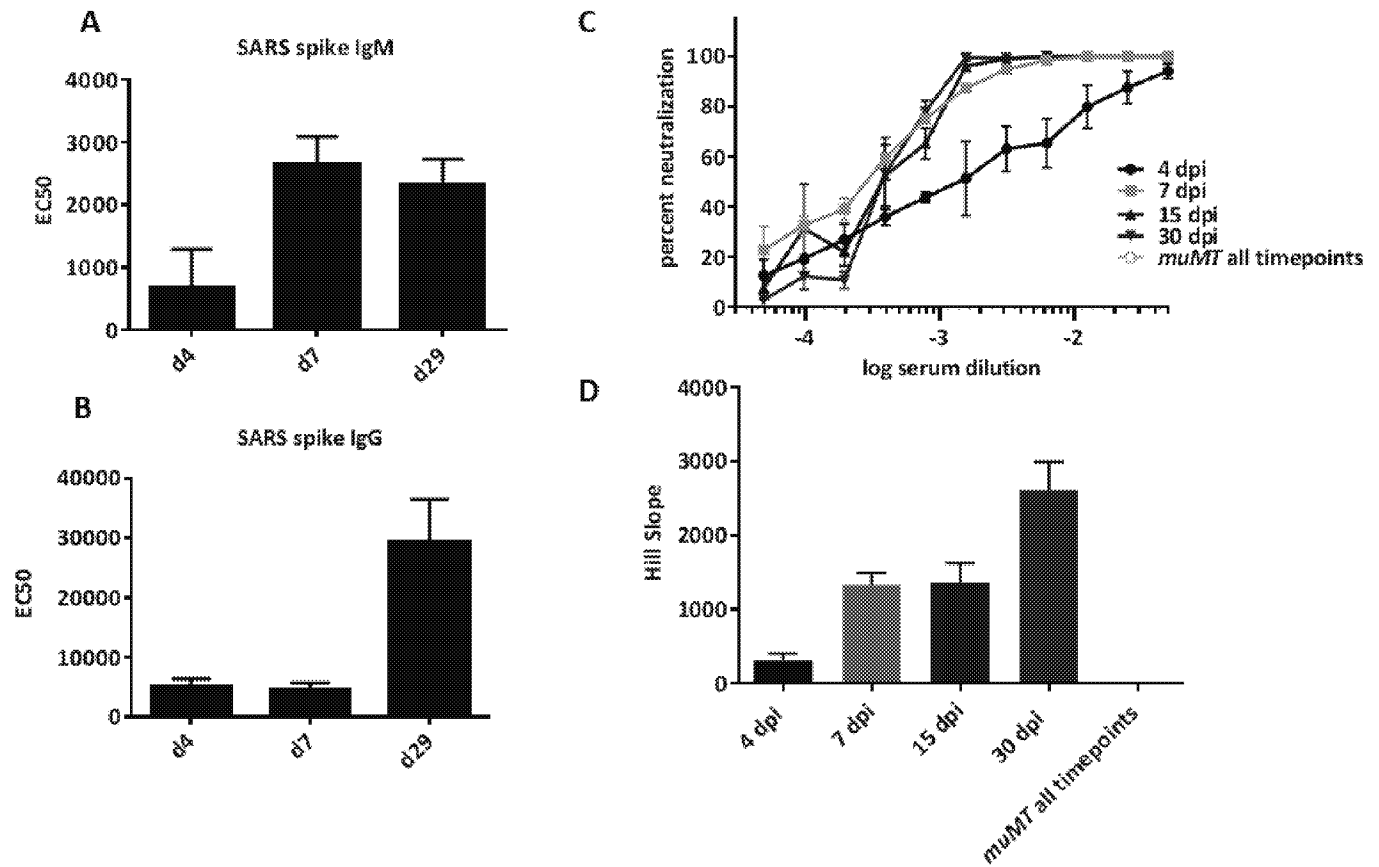 A
SARS spike IgM
4000
3000
2000
1000
0
EC50
d4
d7
d29
B
SARS spike IgG
40000
30000
20000
10000
0
EC50
d4
d7
d29
C
100
80
60
40
20
0
percent neutralization
-4
-3
-2
log serum dilution
4 dpi
7 dpi
15 dpi
30 dpi
muMT all timepoints
D
4000
3000
2000
1000
0
Hill Slope
4 dpi
7 dpi
15 dpi
30 dpi
muMT all timepoints